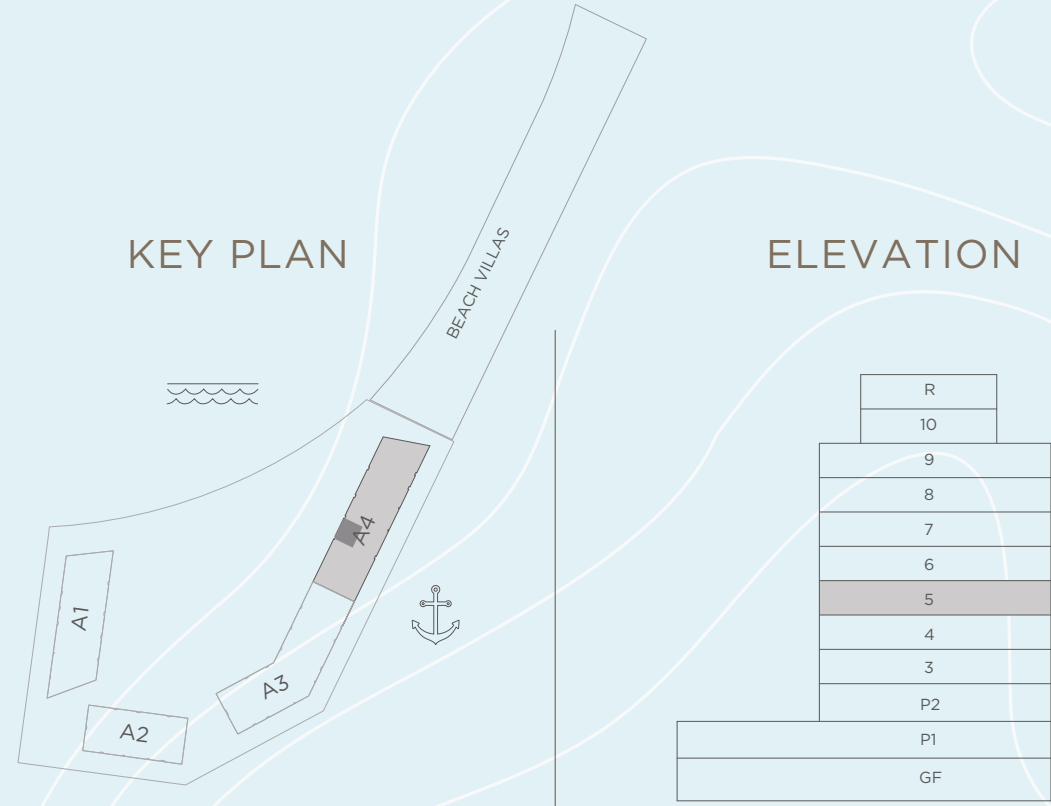 KEY PLAN
BEACH VILLAS
A4
A1
A3
A2
ELEVATION
R
10
9
8
7
6
5
4
3
P2
P1
GF